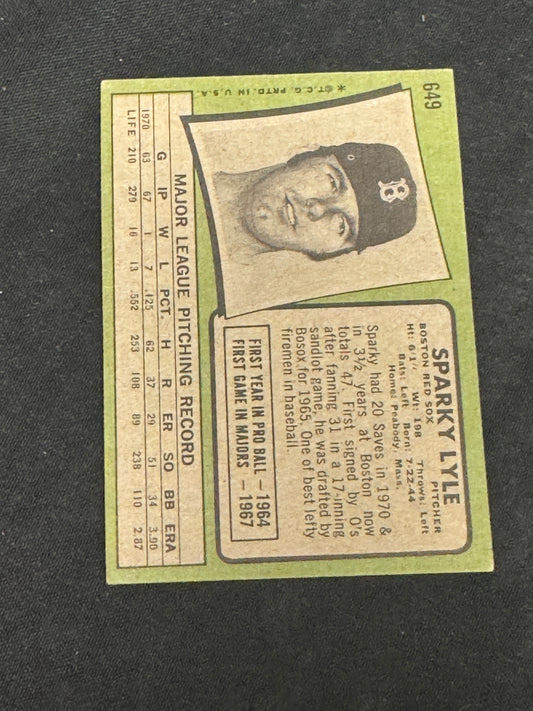 649
SPARKY LYLE
PITCHER
BOSTON RED SOX
Ht: 6/1" Wt: 198 Throws: Left
Bats: Left Born: 7-22-44
Home: Peabody, Mass.
Sparky had 20 Saves in 1970 &
in 3½ years at Boston now
totals 47. First signed by O's
after fanning 31 in a 17-inning
sandlot game, he was drafted by
Bosox for 1965. One of best lefty
firemen in baseball.
FIRST YEAR IN PRO BALL — 1964
FIRST GAME IN MAJORS — 1967
B
MAJOR LEAGUE PITCHING RECORD
G IP W L PCT. H R ER SO BB ERA
1970 63 67 1 7 .125 62 37 29 51 34 3.90
LIFE 210 279 16 13 .552 253 108 89 238 110 2.87
* © T.C.G. PRTD. IN U.S.A.